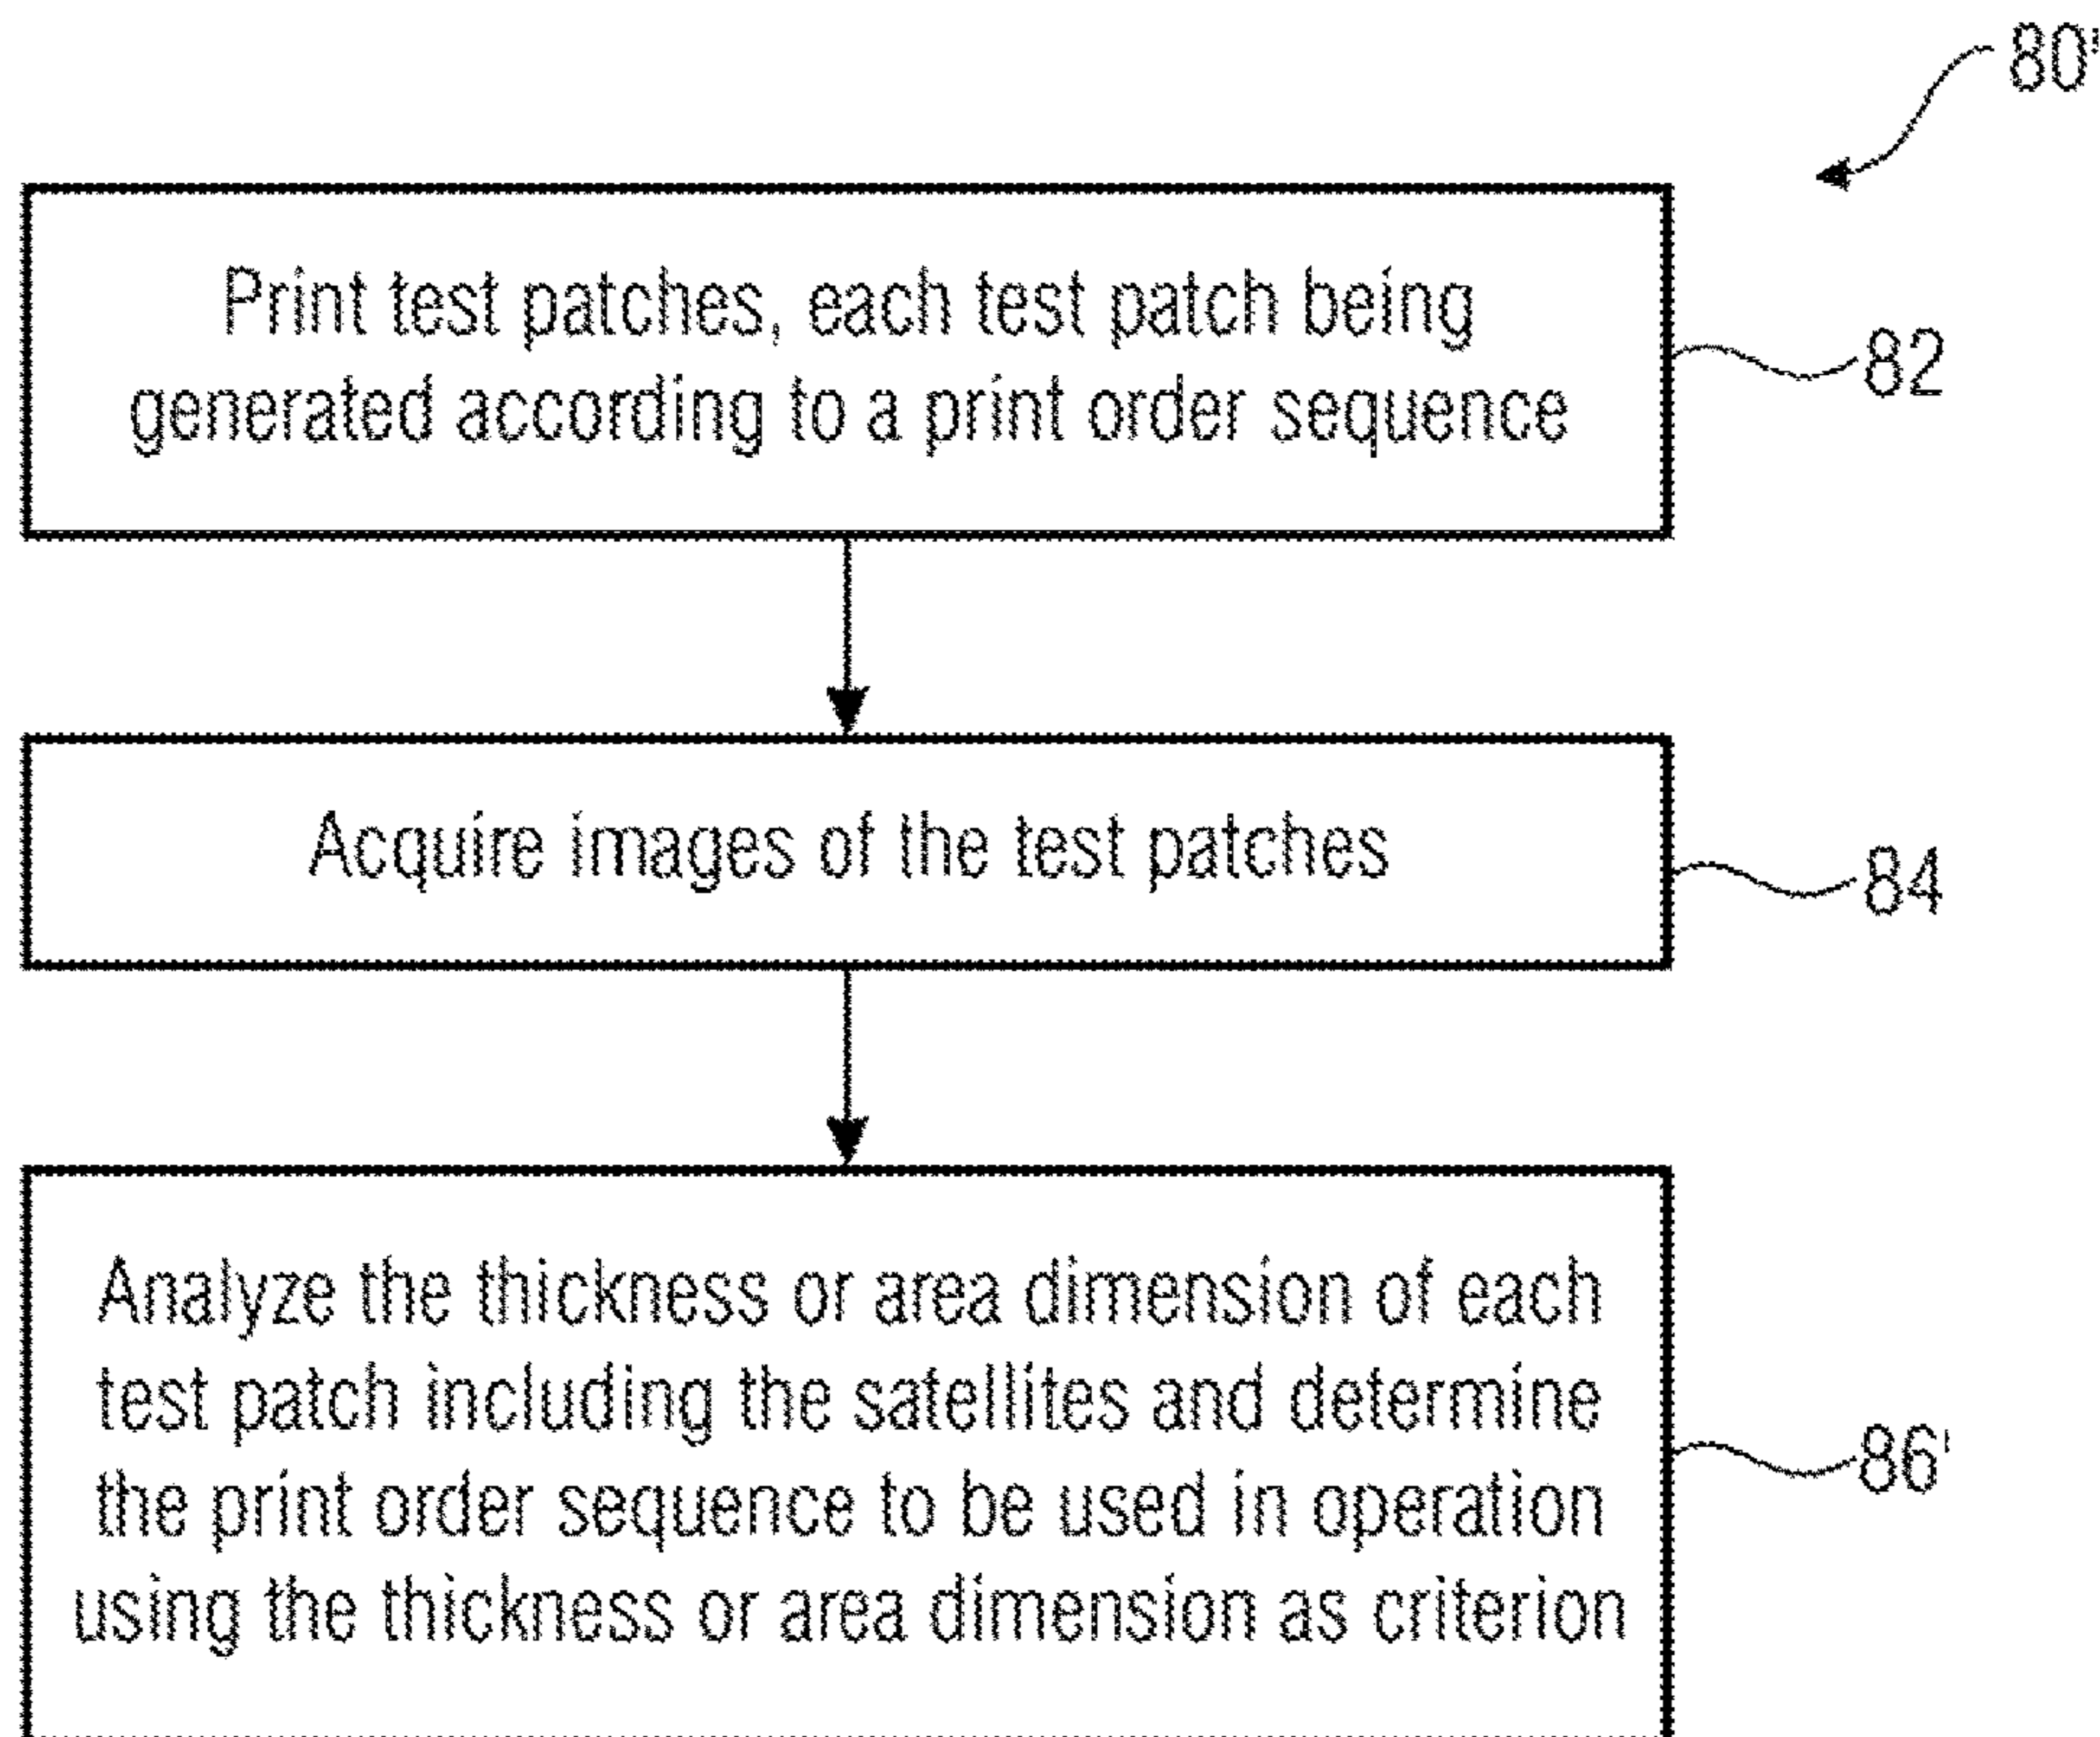 80'
Print test patches, each test patch being
generated according to a print order sequence
82
Acquire images of the test patches
84
Analyze the thickness or area dimension of each
test patch including the satellites and determine
the print order sequence to be used in operation
using the thickness or area dimension as criterion
86'